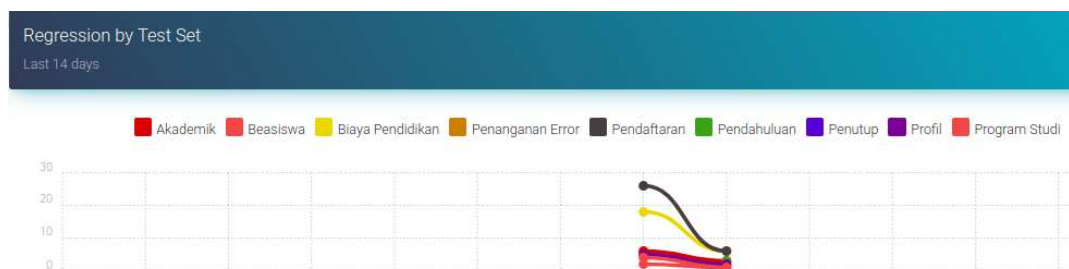 Regression by Test Set
Last 14 days
Akademik Beasiswa Biaya Pendidikan Penanganan Error Pendaftaran Pendahuluan Penutup Profil Program Studi
30
20
10
0